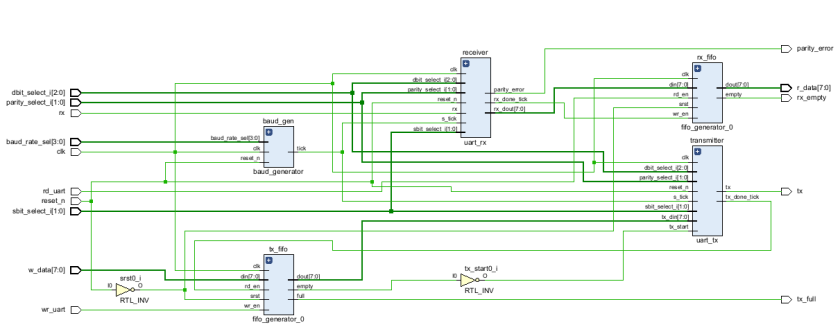 dbit_select_i[2:0]
parity_select_i[1:0]
rx
baud_rate_sel[3:0]
clk
rd_uart
reset_n
sbit_select_i[1:0]
w_data[7:0]
wr_uart
baud_gen
baud_rate_sel[3:0]
clk
reset_n
tick
baud_generator
srst0_i
I0
O
RTL_INV
tx_fifo
clk
din[7:0]
rd_en
srst
wr_en
dout[7:0]
empty
full
fifo_generator_0
receiver
clk
dbit_select_i[2:0]
parity_select_i[1:0]
reset_n
rx
s_tick
sbit_select_i[1:0]
parity_error
rx_done_tick
rx_dout[7:0]
uart_rx
tx_start0_i
I0
O
RTL_INV
rx_fifo
clk
din[7:0]
rd_en
srst
wr_en
dout[7:0]
empty
fifo_generator_0
transmitter
clk
dbit_select_i[2:0]
parity_select_i[1:0]
reset_n
s_tick
sbit_select_i[1:0]
tx_din[7:0]
tx_start
tx
tx_done_tick
uart_tx
parity_error
r_data[7:0]
rx_empty
tx
tx_full